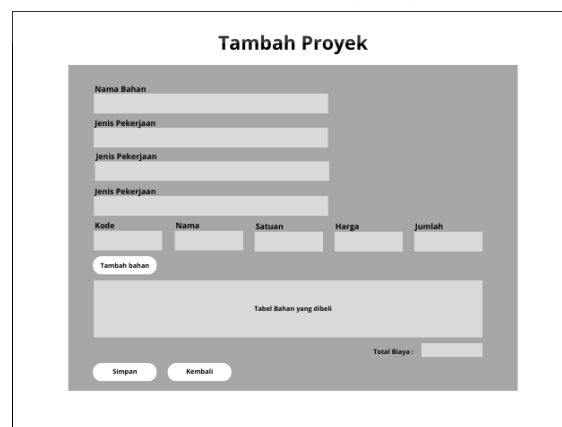 Tambah Proyek
Nama Bahan
Jenis Pekerjaan
Jenis Pekerjaan
Jenis Pekerjaan
Kode Nama Satuan Harga Jumlah
Tambah bahan
Tabel Bahan yang dibeli
Total Biaya :
Simpan Kembali